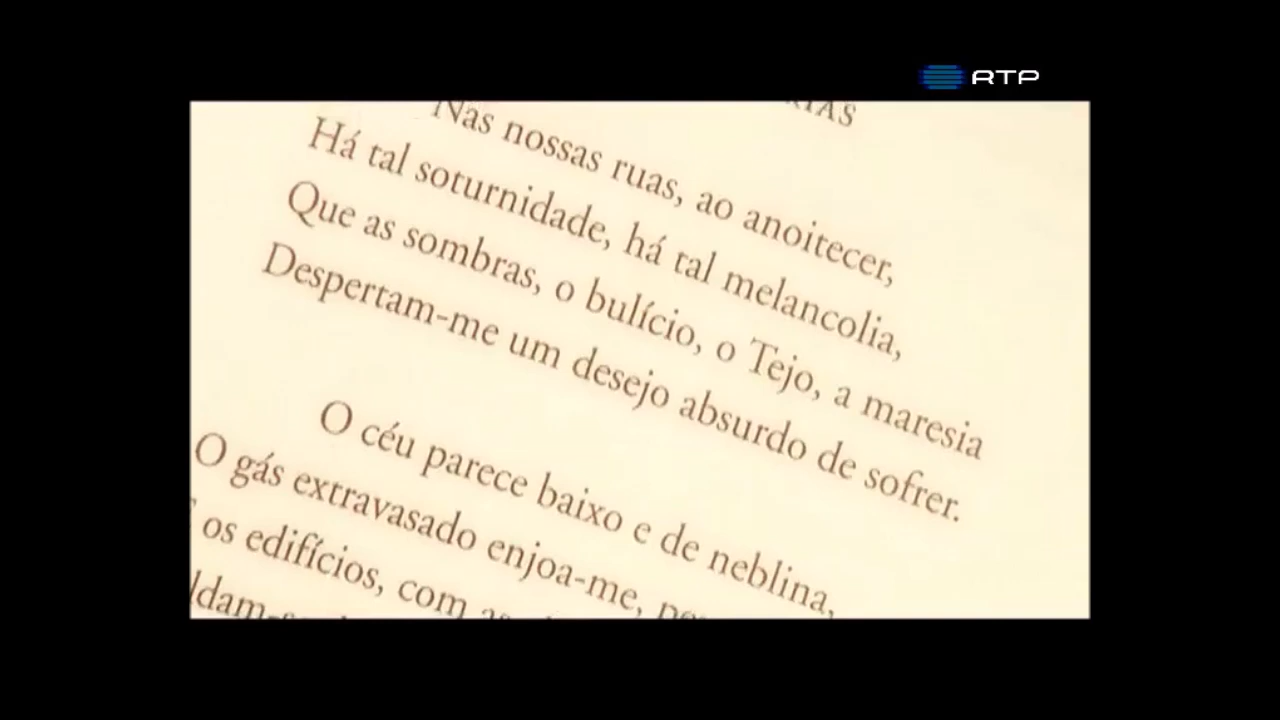 RTP
Nas nossas ruas, ao anoitecer,
Há tal soturnidade, há tal melancolia,
Que as sombras, o bulício, o Tejo, a maresia
Despertam-me um desejo absurdo de sofrer.
O céu parece baixo e de neblina,
O gás extravasado enjoa-me,
os edifícios, com